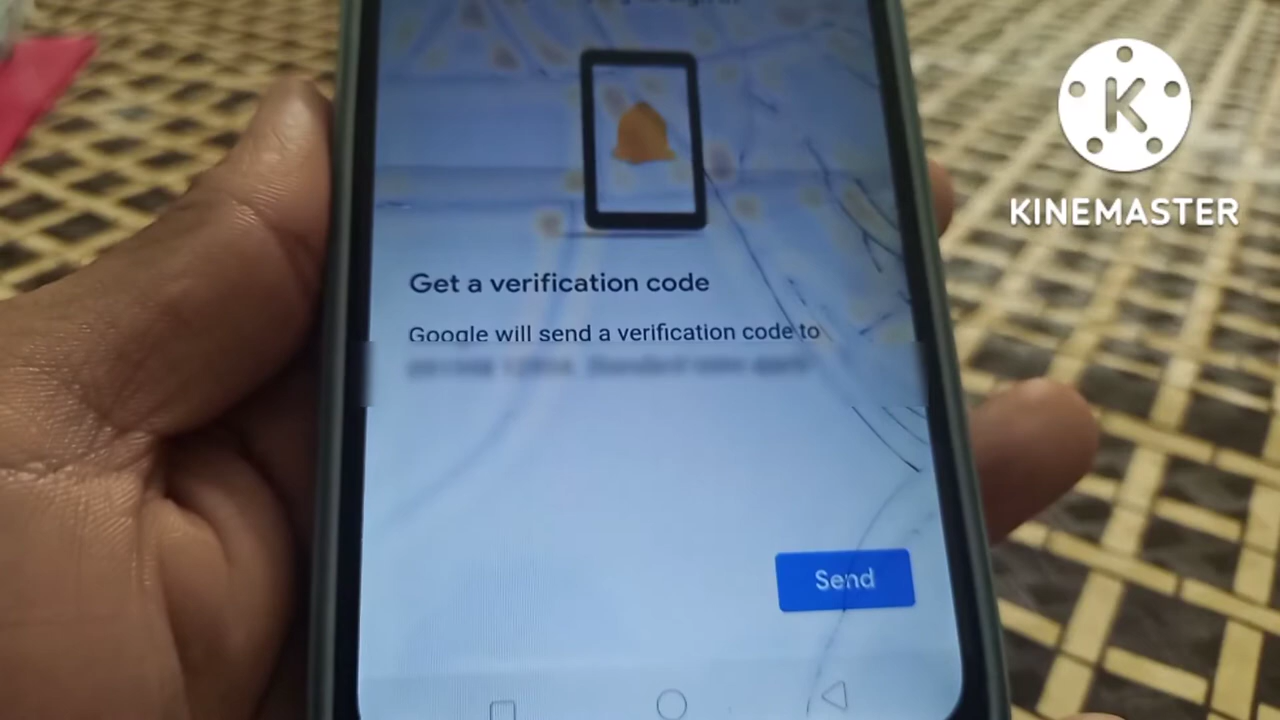 Get a verification code
Google will send a verification code to
Send
K
KINEMASTER